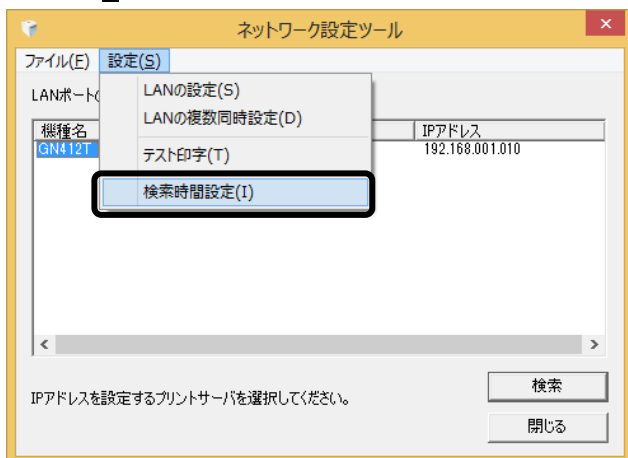 ネットワーク設定ツール
ファイル(F) 設定(S)
LANの設定(S)
LANポート
LANの複数同時設定(D)
機種名 IPアドレス
GN412T 192.168.001.010
テスト印字(T)
検索時間設定(I)
検索
IPアドレスを設定するプリントサーバを選択してください。
閉じる